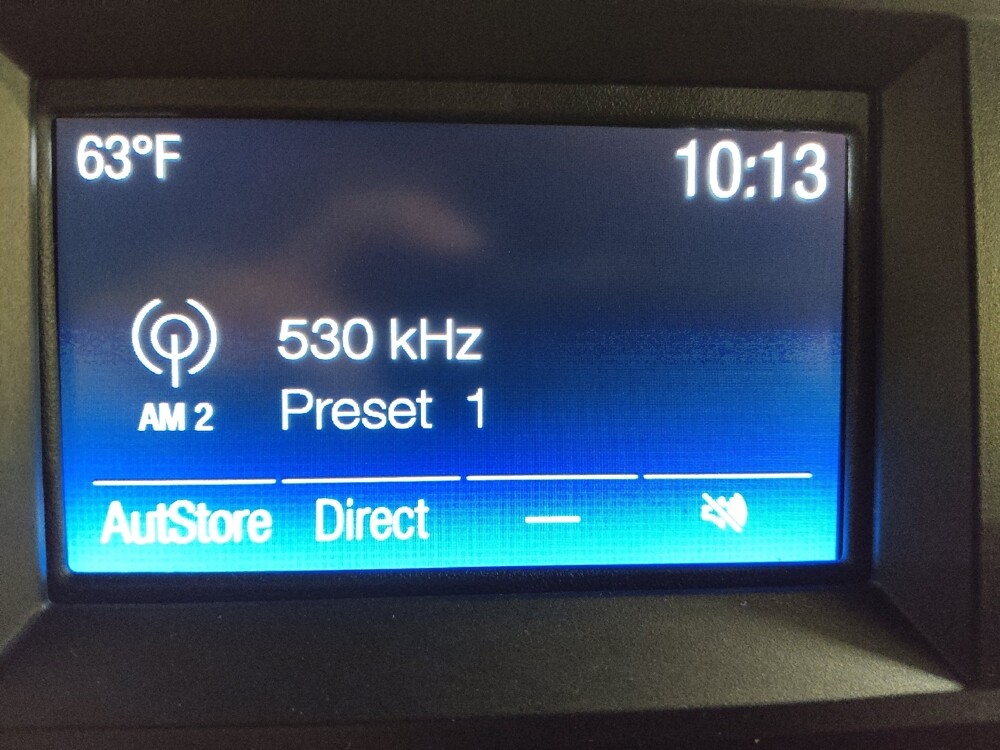 63°F 10:13
530 kHz
AM 2 Preset 1
AutStore Direct —